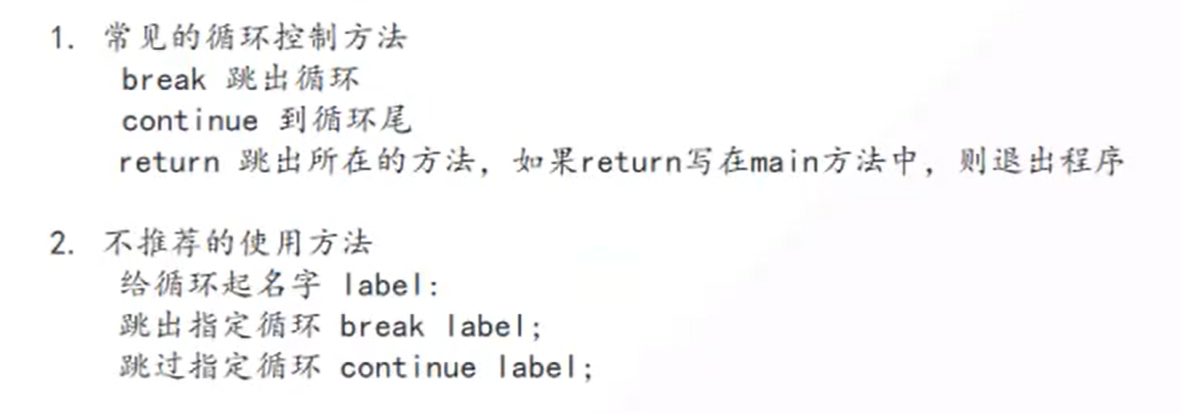 1. 常见的循环控制方法
break 跳出循环
continue 到循环尾
return 跳出所在的方法，如果return写在main方法中，则退出程序
2. 不推荐的使用方法
给循环起名字 label:
跳出指定循环 break label;
跳过指定循环 continue label;